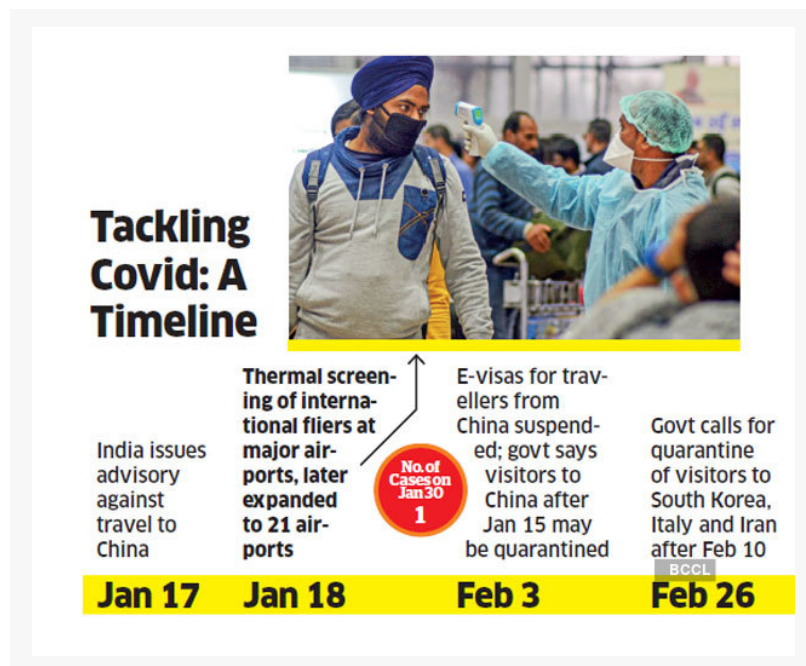 Tackling
Covid: A
Timeline
India issues
advisory
against
travel to
China
Jan 17
Thermal screen-
ing of interna-
tional fliers at
major air-
ports, later
expanded
to 21 air-
ports
Jan 18
No. of
Cases on
Jan 30
1
E-visas for trav-
ellers from
China suspend-
ed; govt says
visitors to
China after
Jan 15 may
be quarantined
Feb 3
Govt calls for
quarantine
of visitors to
South Korea,
Italy and Iran
after Feb 10
BCCL
Feb 26